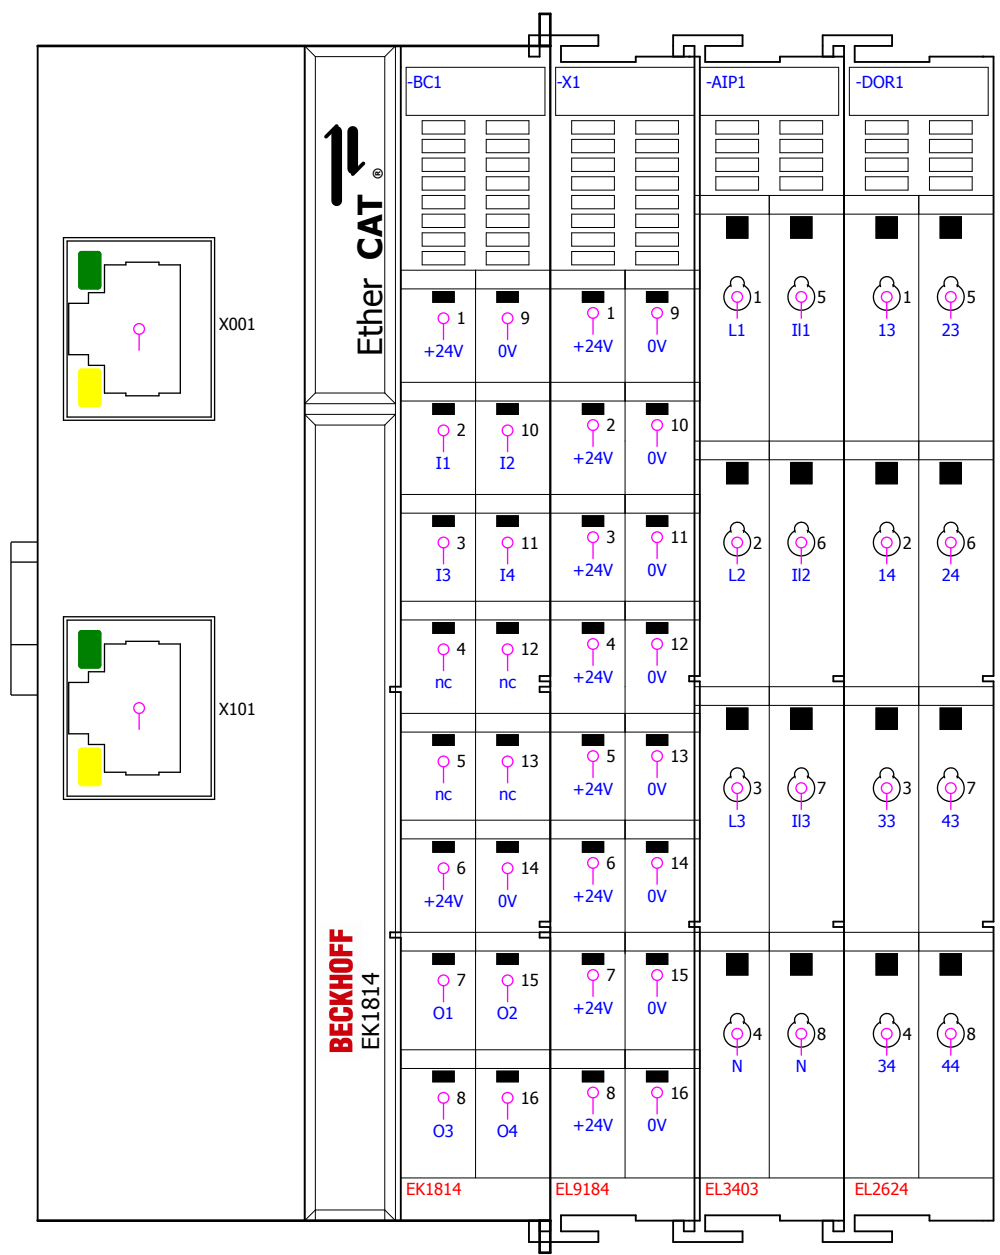 -BC1
-X1
-AIP1
-DOR1
Ether CAT ®
X001
X101
BECKHOFF
EK1814
1 9
+24V 0V
2 10
I1 I2
3 11
I3 I4
4 12
nc nc
5 13
nc nc
6 14
+24V 0V
7 15
O1 O2
8 16
O3 O4
EK1814
1 9
+24V 0V
2 10
+24V 0V
3 11
+24V 0V
4 12
+24V 0V
5 13
+24V 0V
6 14
+24V 0V
7 15
+24V 0V
8 16
+24V 0V
EL9184
1 5
L1 Il1
2 6
L2 Il2
3 7
L3 Il3
4 8
N N
EL3403
1 5
13 23
2 6
14 24
3 7
33 43
4 8
34 44
EL2624